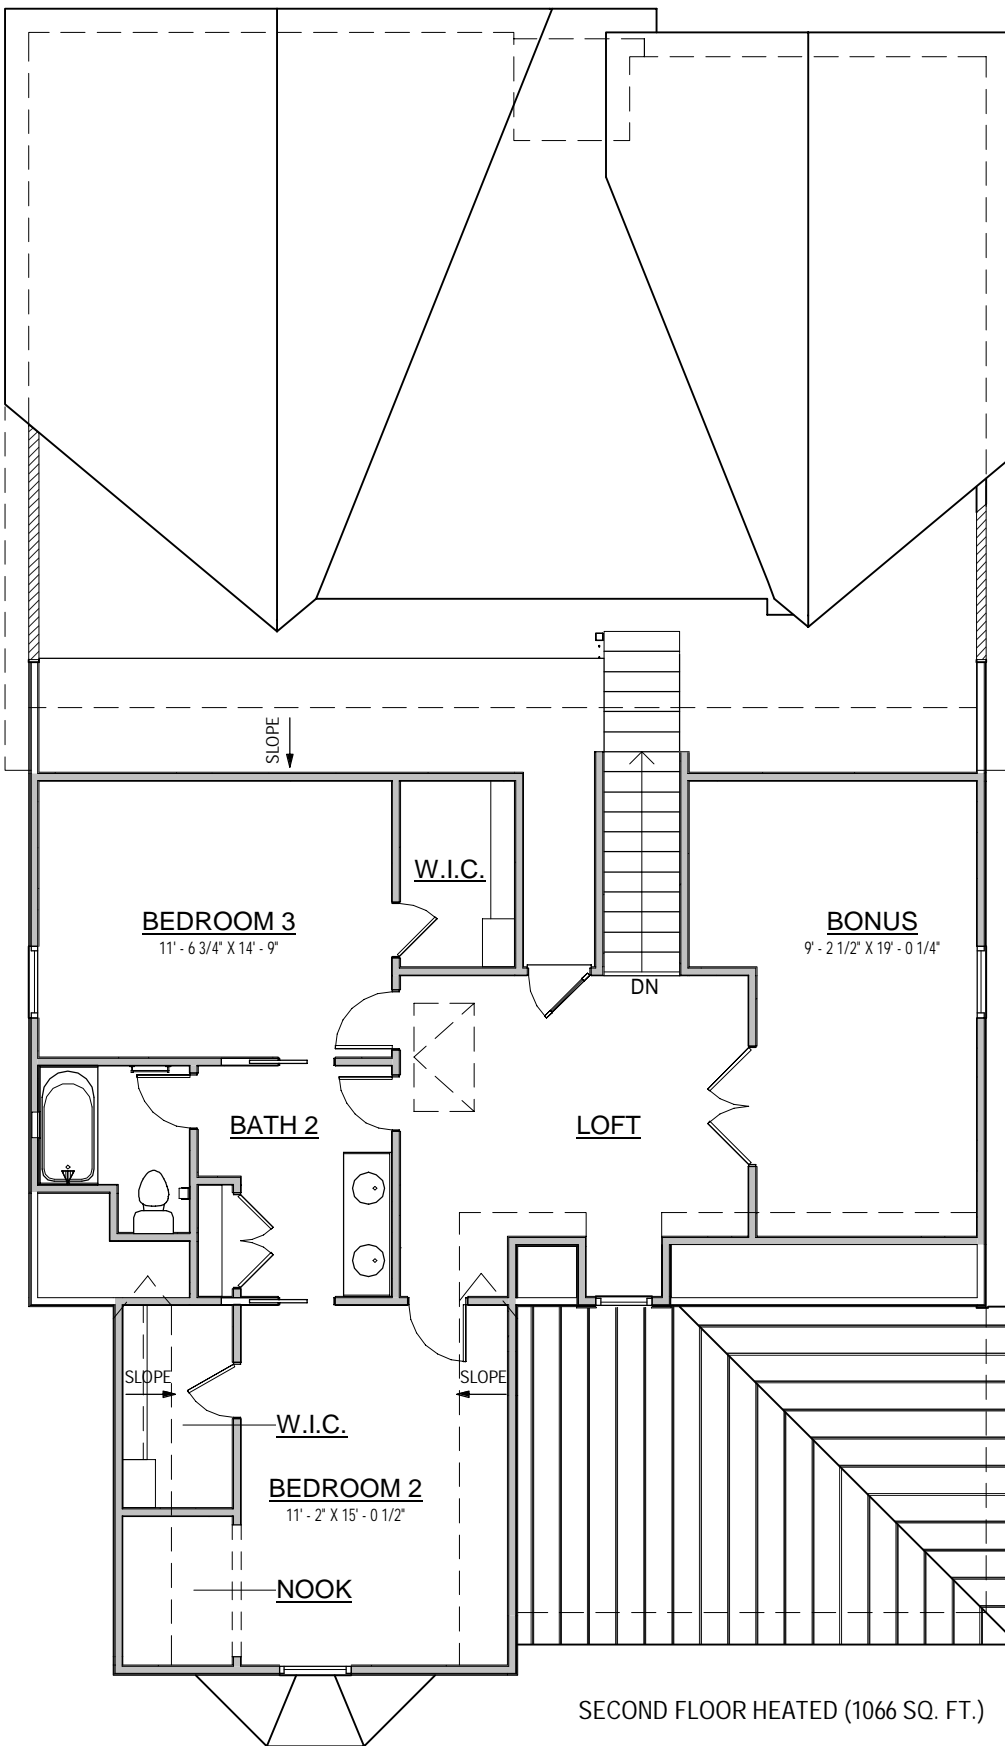 SLOPE
W.I.C.
BEDROOM 3
11' - 6 3/4" X 14' - 9"
BONUS
9' - 2 1/2" X 19' - 0 1/4"
DN
BATH 2
LOFT
SLOPE
SLOPE
W.I.C.
BEDROOM 2
11' - 2" X 15' - 0 1/2"
NOOK
SECOND FLOOR HEATED (1066 SQ. FT.)